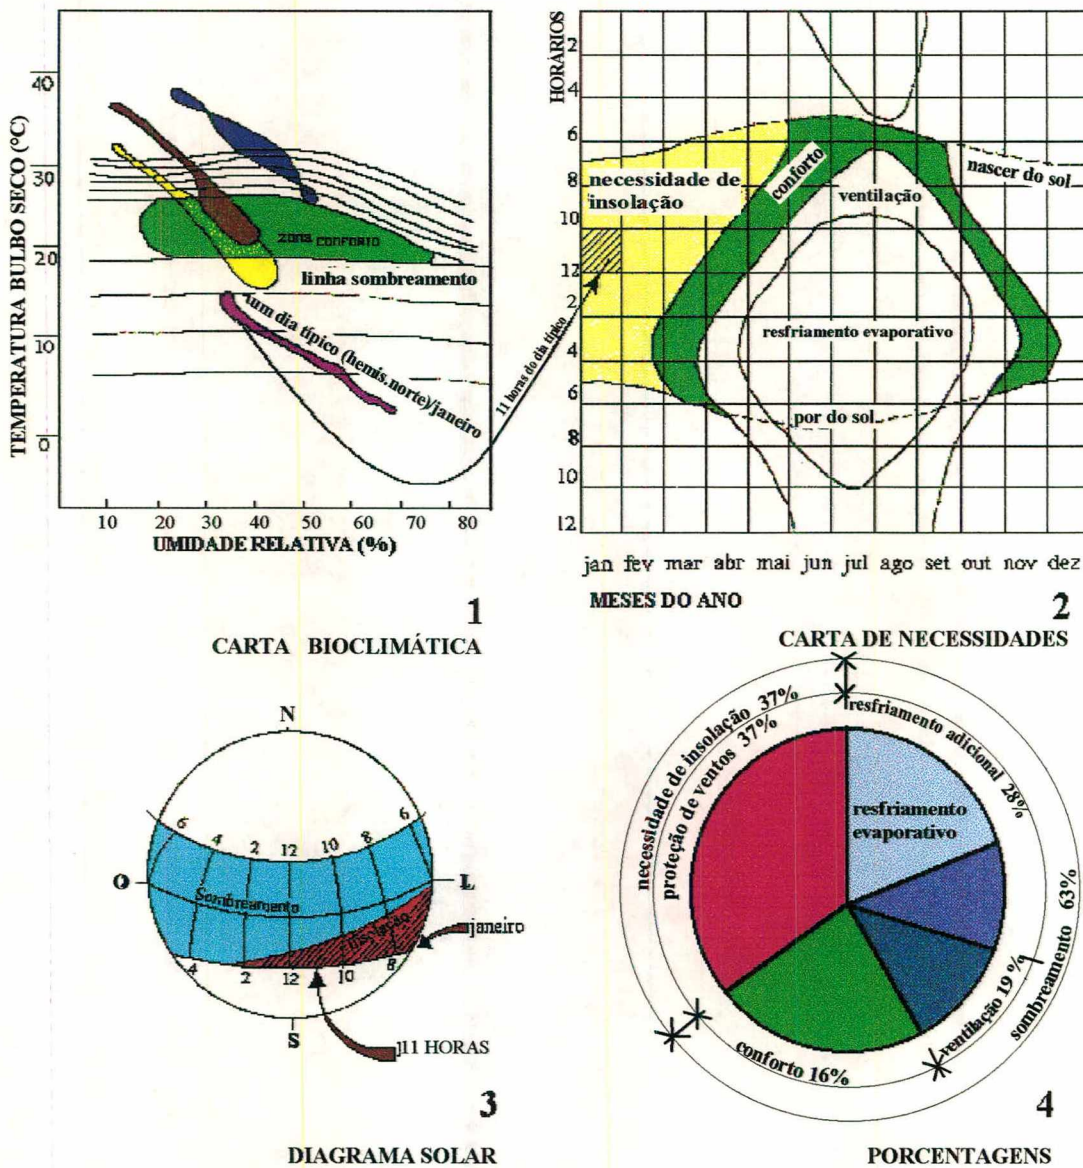 TEMPERATURA BULBO SECO (°C)
40
30
20
10
0
zona conforto
linha sombreamento
um dia típico (hemis.norte)/janeiro
11 horas do dia típico
10 20 30 40 50 60 70 80
UMIDADE RELATIVA (%)
1
CARTA BIOCLIMÁTICA
HORÁRIOS
2
4
6
8
10
12
2
4
6
8
10
12
necessidade de
insolação
conforto
ventilação
nascer do sol
resfriamento evaporativo
por do sol
jan fev mar abr mai jun jul ago set out nov dez
MESES DO ANO
2
CARTA DE NECESSIDADES
N
6 4 2 12 10 8 6
O
L
Sombreamento
janeiro
4 2 12 10 8
S
11 HORAS
3
DIAGRAMA SOLAR
necessidade de insolação 37%
proteção de ventos 37%
resfriamento adicional 28%
resfriamento
evaporativo
sombreamento 63%
ventilação 19 %
conforto 16%
4
PORCENTAGENS